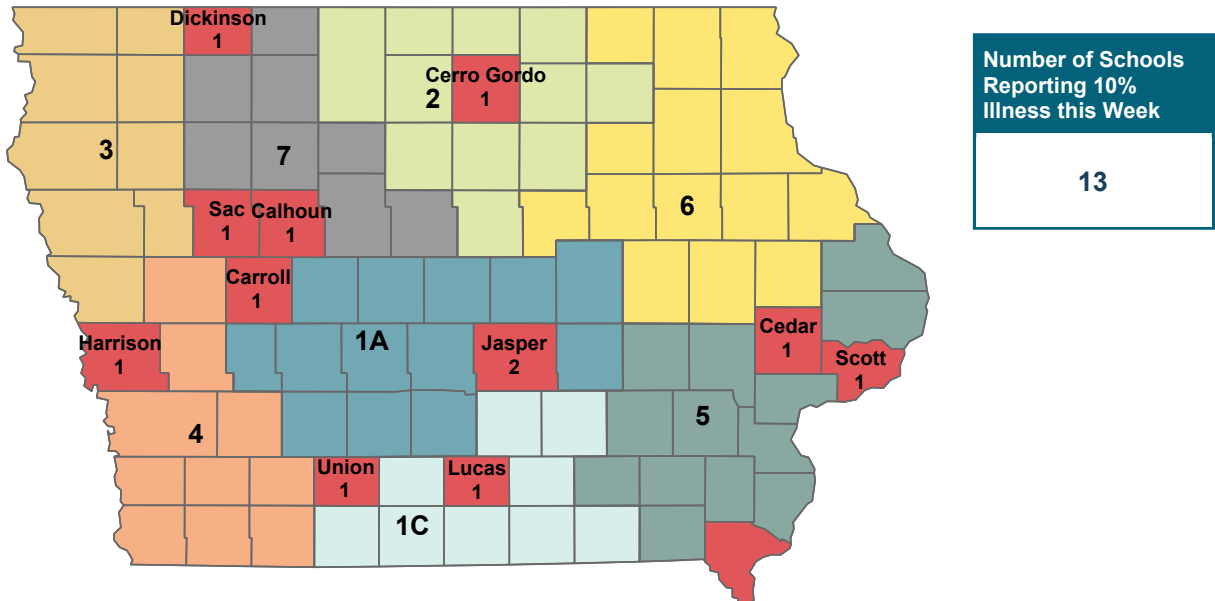 Dickinson
1
Cerro Gordo
1
2
3
7
Sac
1
Calhoun
1
6
Carroll
1
Harrison
1
1A
Jasper
2
Cedar
1
Scott
1
4
5
Union
1
Lucas
1
1C
Number of Schools
Reporting 10%
Illness this Week
13